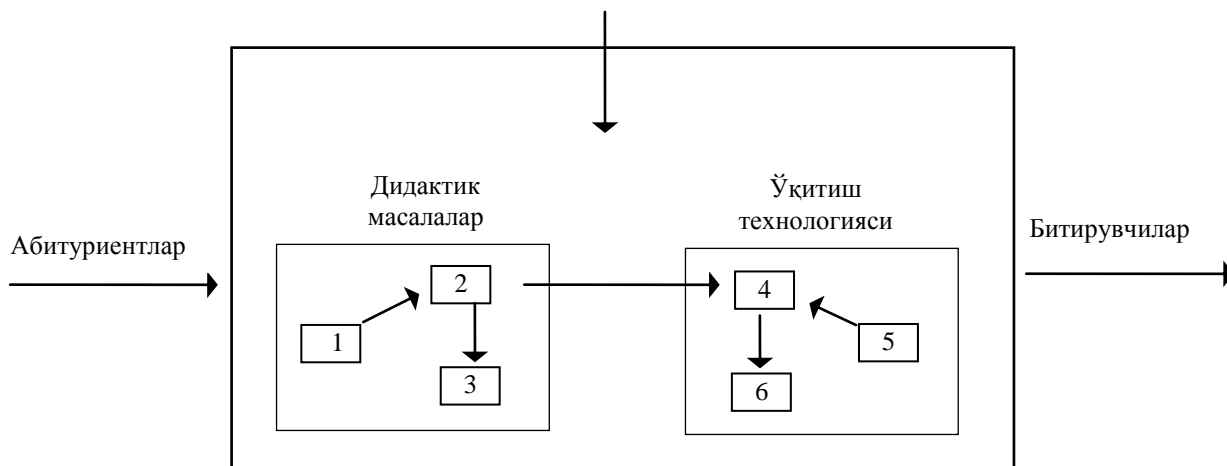 Дидактик
масалалар
Ўқитиш
технологияси
Абитуриентлар
Битирувчилар
2
4
1
5
3
6